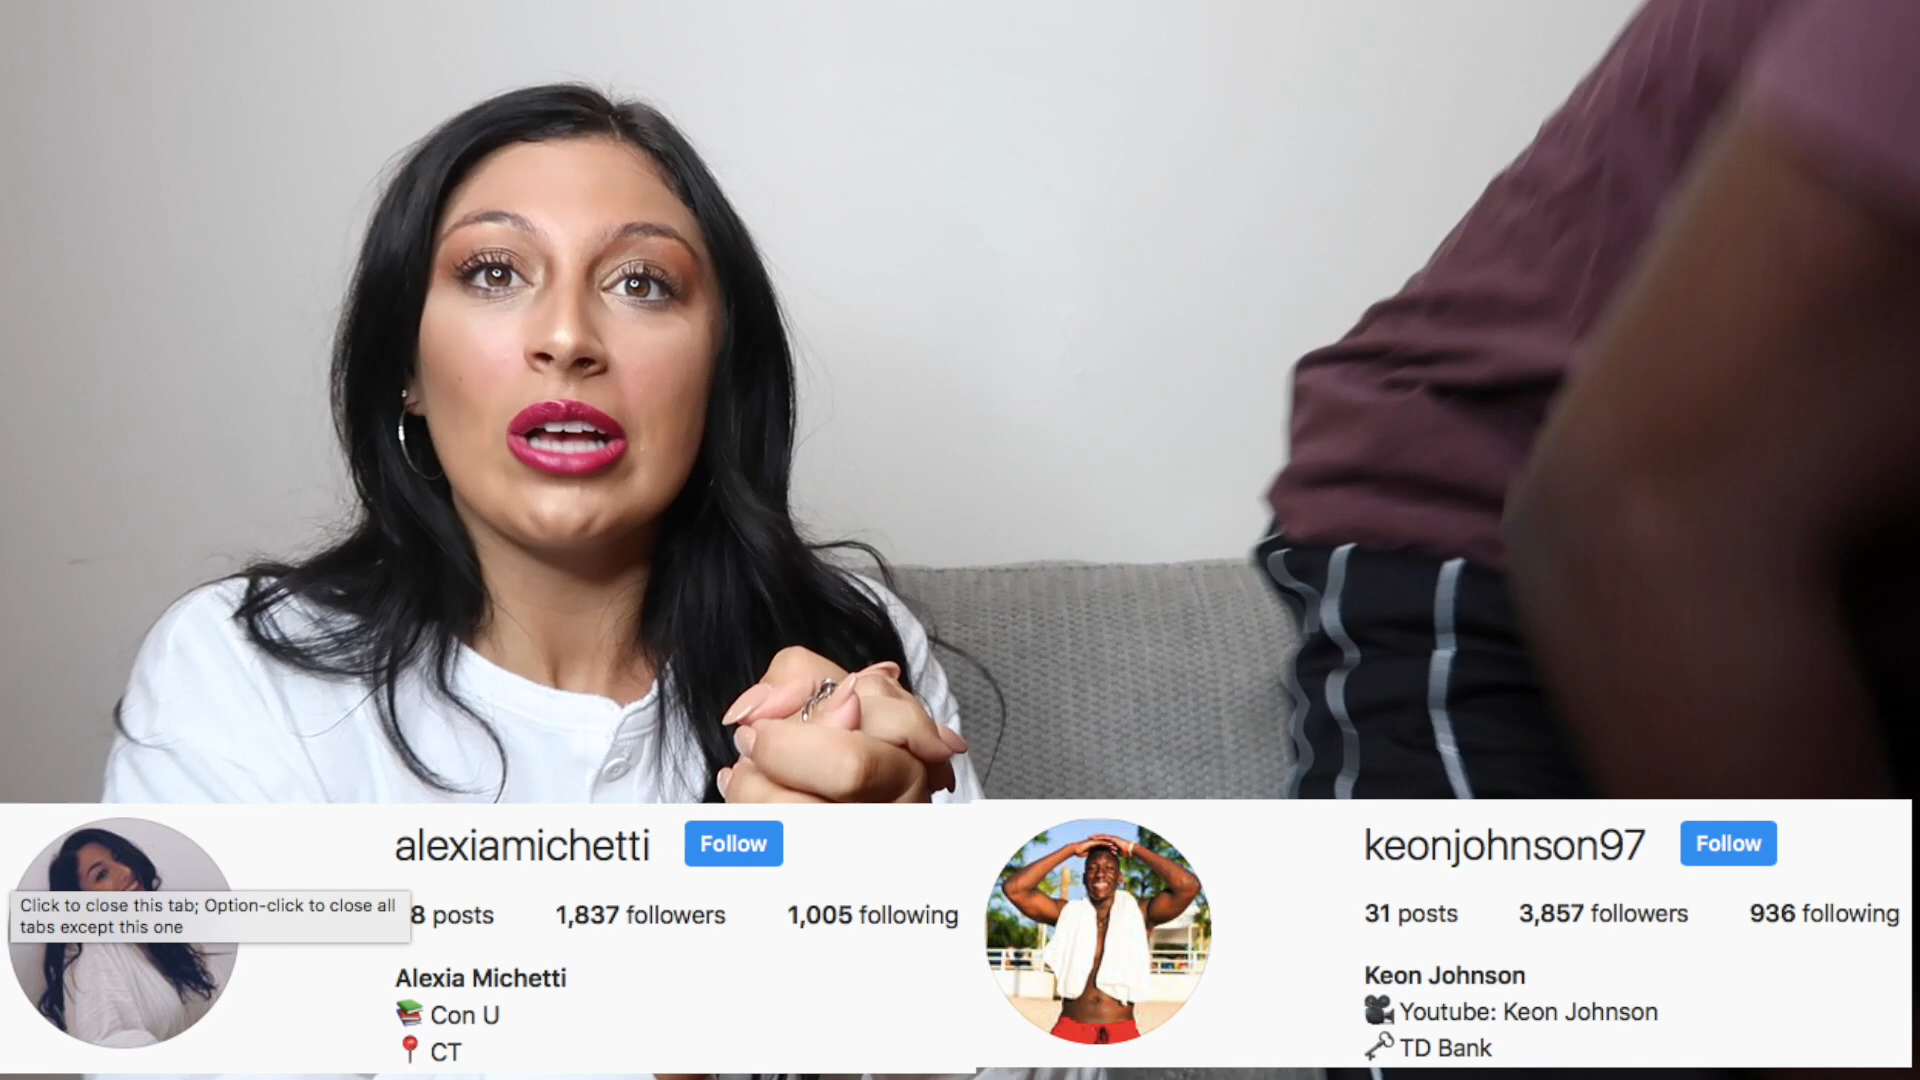 alexiamichetti Follow
Click to close this tab; Option-click to close all
tabs except this one
8 posts 1,837 followers 1,005 following
Alexia Michetti
Con U
CT
keonjohnson97 Follow
31 posts 3,857 followers 936 following
Keon Johnson
Youtube: Keon Johnson
TD Bank